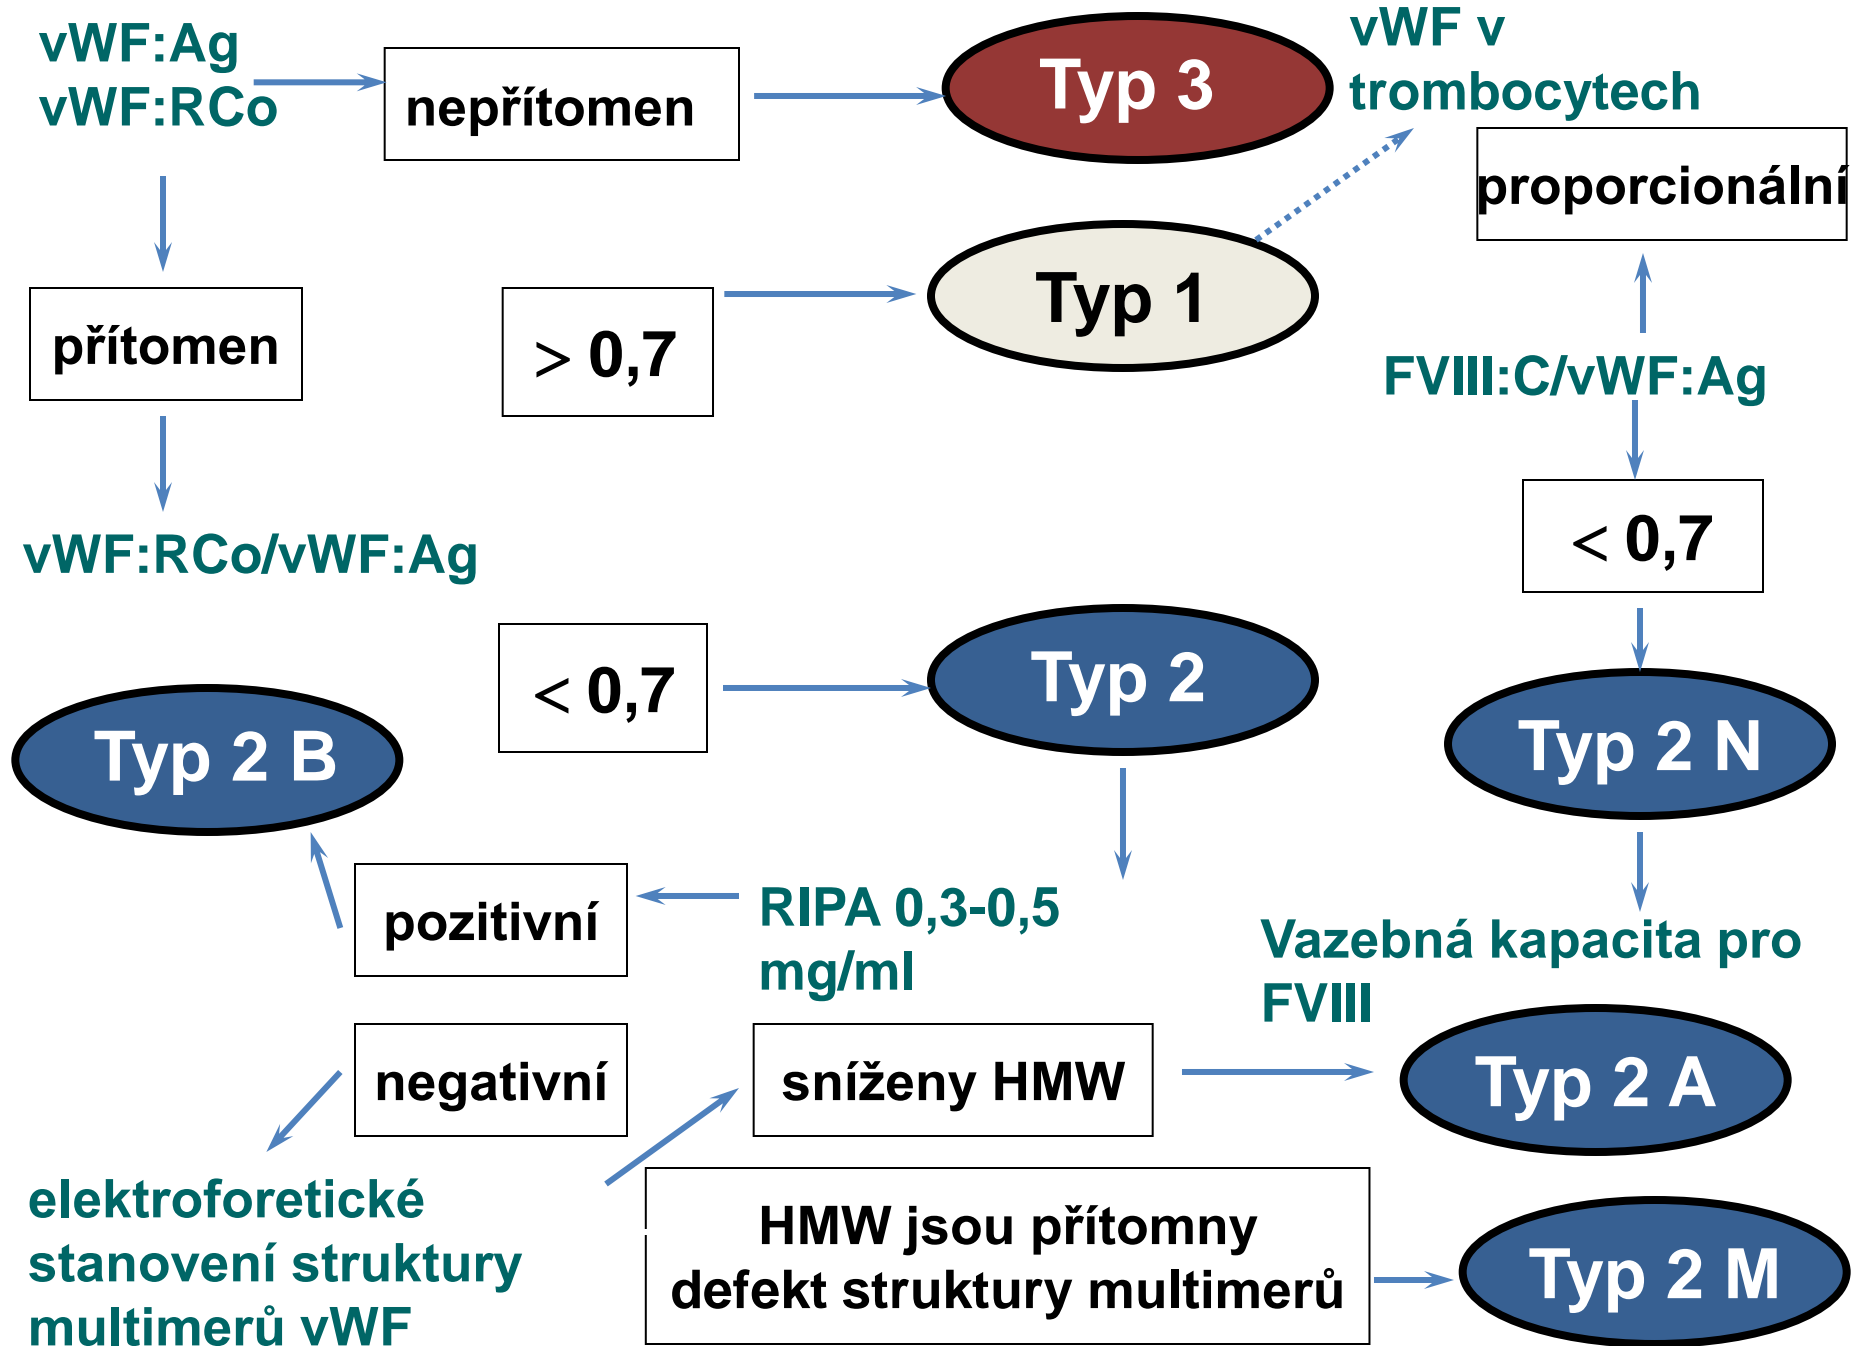 vWF:Ag
vWF:RCo
nepřítomen
Typ 3
vWF v
trombocytech
proporcionální
přítomen
> 0,7
Typ 1
FVIII:C/vWF:Ag
vWF:RCo/vWF:Ag
< 0,7
< 0,7
Typ 2
Typ 2 B
Typ 2 N
pozitivní
RIPA 0,3-0,5
mg/ml
Vazebná kapacita pro
FVIII
negativní
sníženy HMW
Typ 2 A
elektroforetické
stanovení struktury
multimerů vWF
HMW jsou přítomny
defekt struktury multimerů
Typ 2 M